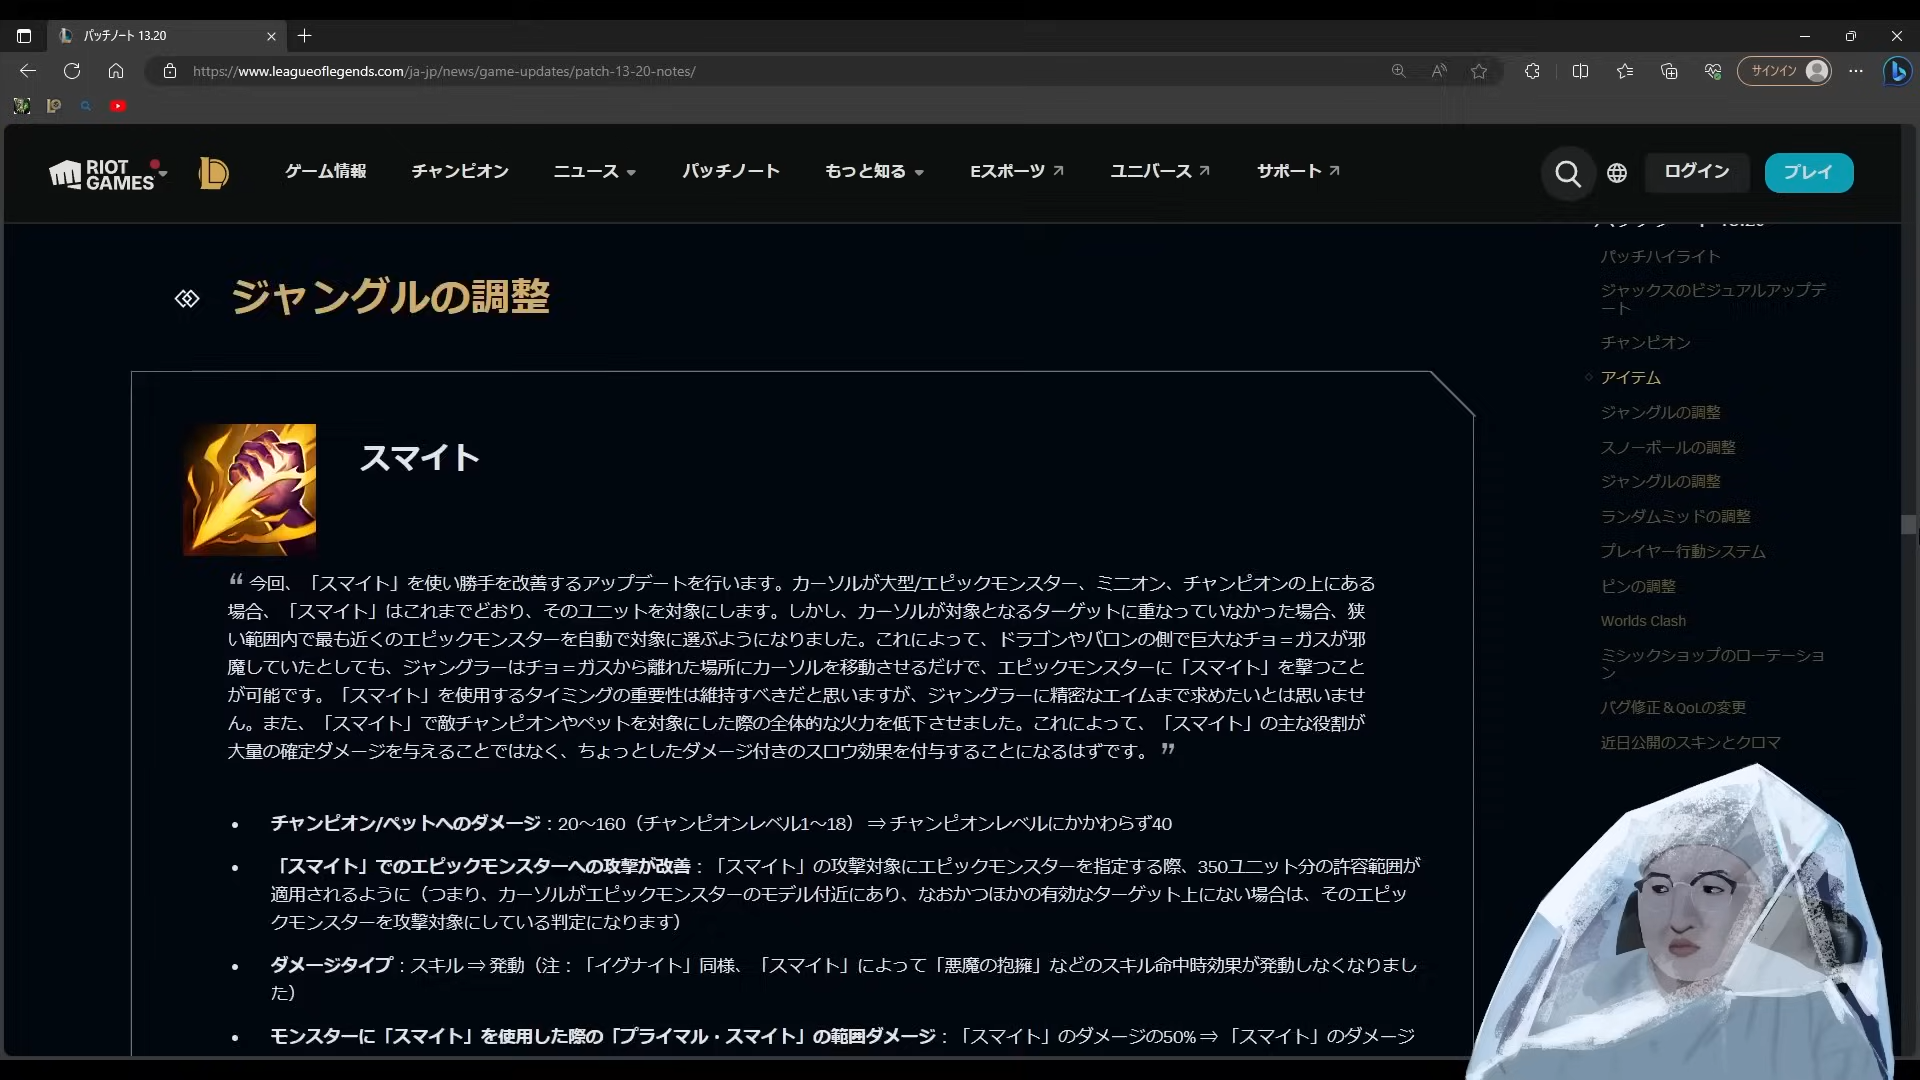 パッチノート 13.20
https://www.leagueoflegends.com/ja-jp/news/game-updates/patch-13-20-notes/
サインイン
RIOT GAMES
ゲーム情報
チャンピオン
ニュース
パッチノート
もっと知る
Eスポーツ
ユニバース
サポート
ログイン
プレイ
ジャングルの調整
スマイト
“ 今回、「スマイト」を使い勝手を改善するアップデートを行います。カーソルが大型/エピックモンスター、ミニオン、チャンピオンの上にある
場合、「スマイト」はこれまでどおり、そのユニットを対象にします。しかし、カーソルが対象となるターゲットに重なっていなかった場合、狭
い範囲内で最も近くのエピックモンスターを自動で対象に選ぶようになりました。これによって、ドラゴンやバロンの側で巨大なチョ＝ガスが邪
魔していたとしても、ジャングラーはチョ＝ガスから離れた場所にカーソルを移動させるだけで、エピックモンスターに「スマイト」を撃つこと
が可能です。「スマイト」を使用するタイミングの重要性は維持すべきだと思いますが、ジャングラーに精密なエイムまで求めたいとは思いませ
ん。また、「スマイト」で敵チャンピオンやペットを対象にした際の全体的な火力を低下させました。これによって、「スマイト」の主な役割が
大量の確定ダメージを与えることではなく、ちょっとしたダメージ付きのスロウ効果を付与することになるはずです。 ”
• チャンピオン/ペットへのダメージ：20～160（チャンピオンレベル1～18） ⇒ チャンピオンレベルにかかわらず40
• 「スマイト」でのエピックモンスターへの攻撃が改善：「スマイト」の攻撃対象にエピックモンスターを指定する際、350ユニット分の許容範囲が
適用されるように（つまり、カーソルがエピックモンスターのモデル付近にあり、なおかつほかの有効なターゲット上にない場合は、そのエピッ
クモンスターを攻撃対象にしている判定になります）
• ダメージタイプ：スキル ⇒ 発動（注：「イグナイト」同様、「スマイト」によって「悪魔の抱擁」などのスキル命中時効果が発動しなくなりまし
た）
• モンスターに「スマイト」を使用した際の「プライマル・スマイト」の範囲ダメージ：「スマイト」のダメージの50% ⇒ 「スマイト」のダメージ
パッチハイライト
ジャックスのビジュアルアップデ
ート
チャンピオン
アイテム
ジャングルの調整
スノーボールの調整
ジャングルの調整
ランダムミッドの調整
プレイヤー行動システム
ピンの調整
Worlds Clash
ミシックショップのローテーショ
ン
バグ修正＆QoLの変更
近日公開のスキンとクロマ